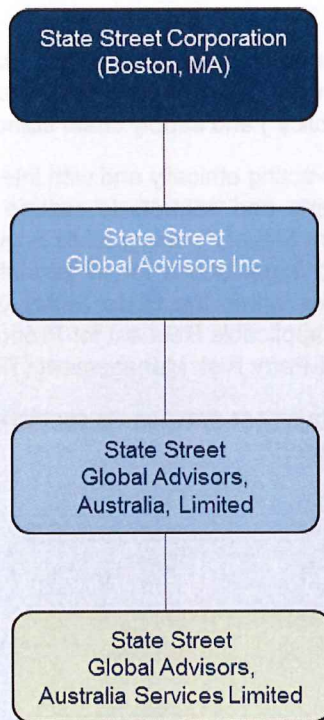 State Street Corporation
(Boston, MA)
State Street
Global Advisors Inc
State Street
Global Advisors,
Australia, Limited
State Street
Global Advisors,
Australia Services Limited